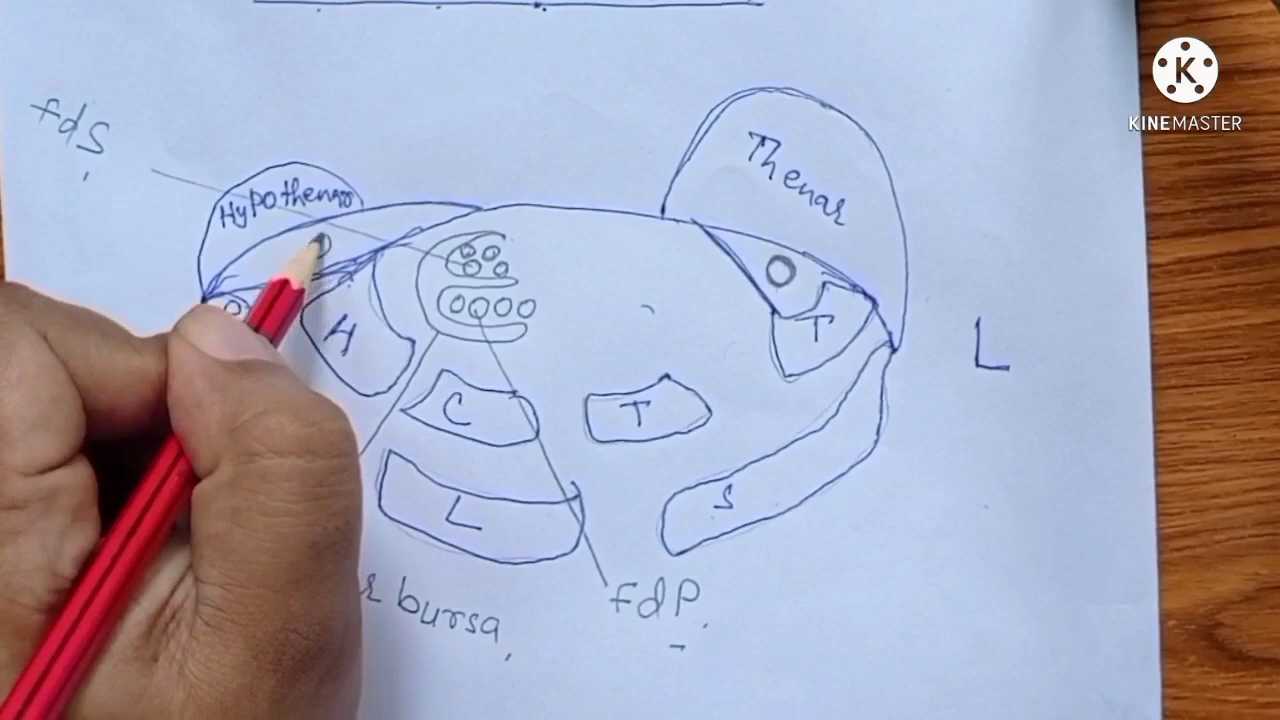 K
KINEMASTER
fds
Hypothenar
Thenar
H
T
L
C
T
L
S
bursa,
fdp.